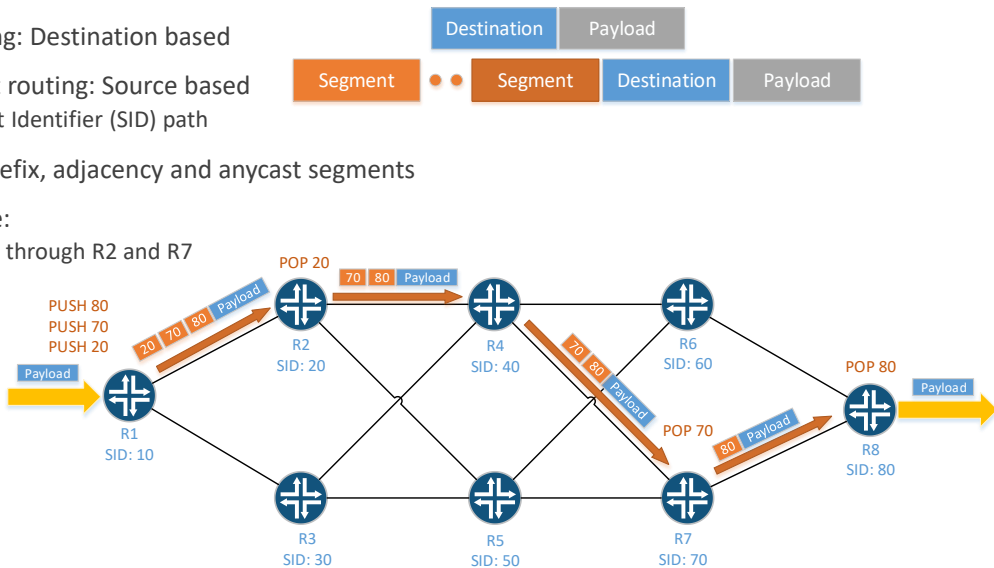 ng: Destination based
Destination Payload
t routing: Source based
Segment Segment Destination Payload
t Identifier (SID) path
efix, adjacency and anycast segments
e:
through R2 and R7
POP 20
70 80 Payload
PUSH 80
PUSH 70
PUSH 20
20 70 80 Payload
R2
SID: 20
R4
SID: 40
R6
SID: 60
70 80 Payload
POP 80
Payload
Payload
R1
SID: 10
POP 70
80 Payload
R8
SID: 80
R3
SID: 30
R5
SID: 50
R7
SID: 70